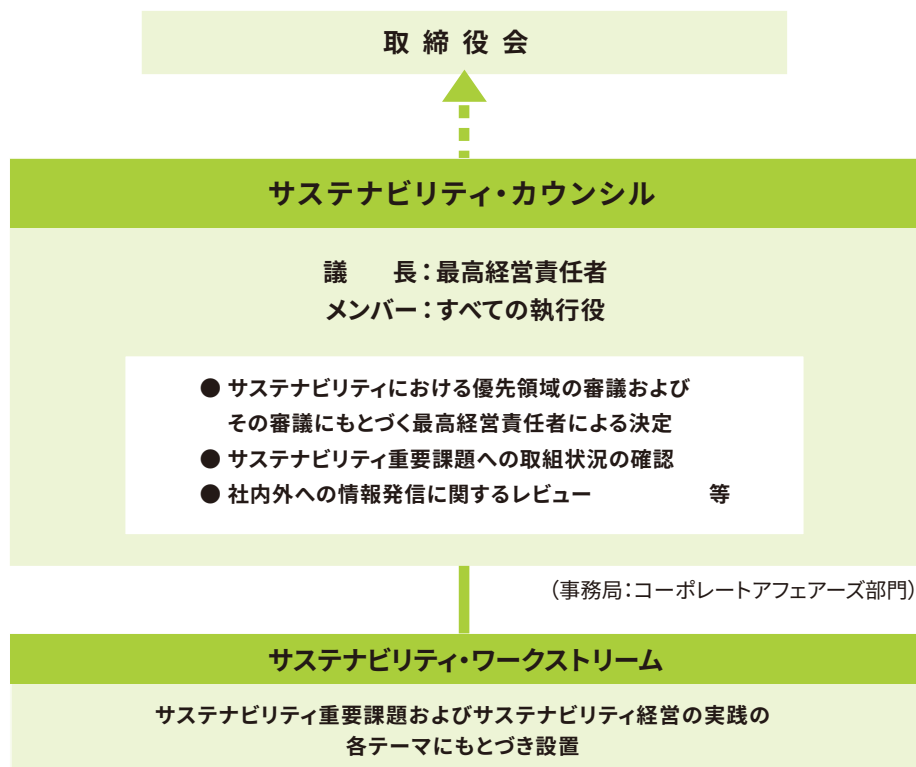 取締役会
サステナビリティ・カウンシル
議　　長：最高経営責任者
メンバー：すべての執行役
● サステナビリティにおける優先領域の審議および
その審議にもとづく最高経営責任者による決定
● サステナビリティ重要課題への取組状況の確認
● 社内外への情報発信に関するレビュー　　　　　等
（事務局：コーポレートアフェアーズ部門）
サステナビリティ・ワークストリーム
サステナビリティ重要課題およびサステナビリティ経営の実践の
各テーマにもとづき設置